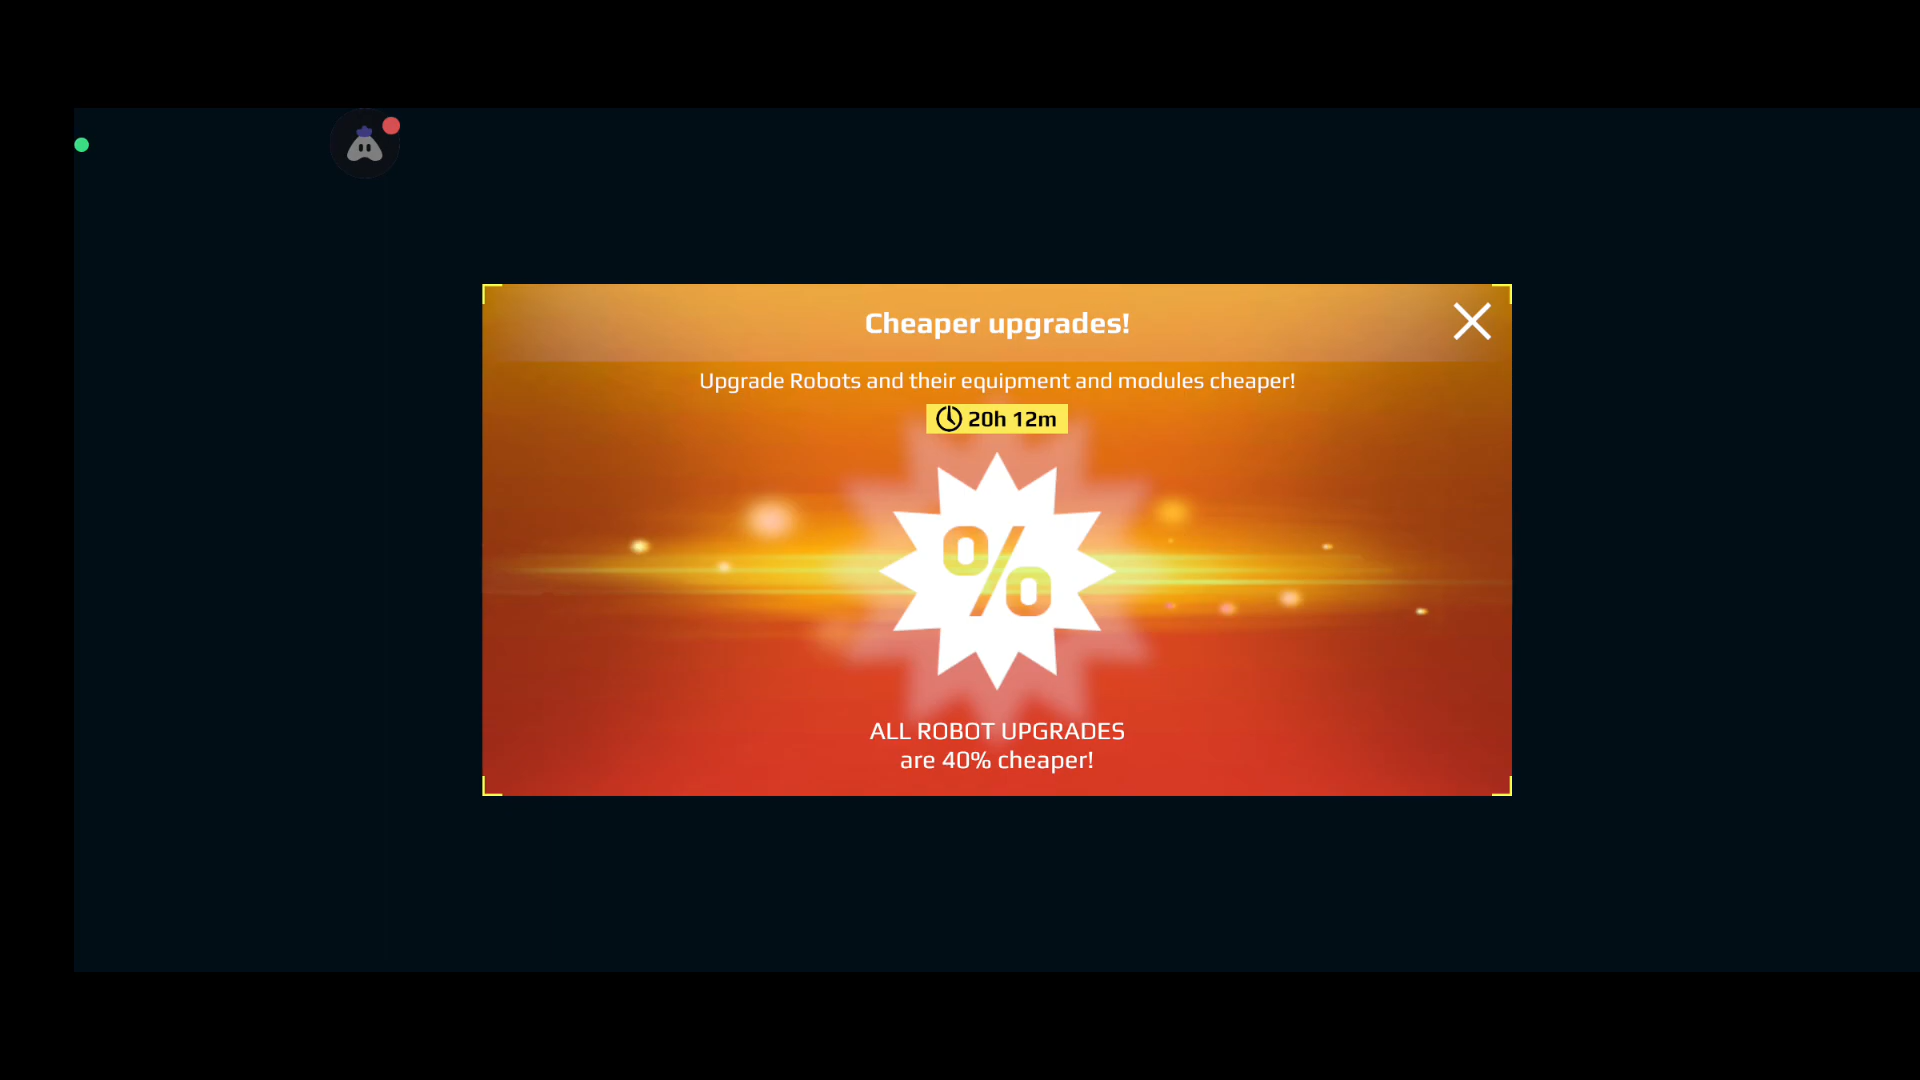 Cheaper upgrades!
Upgrade Robots and their equipment and modules cheaper!
20h 12m
%
ALL ROBOT UPGRADES
are 40% cheaper!